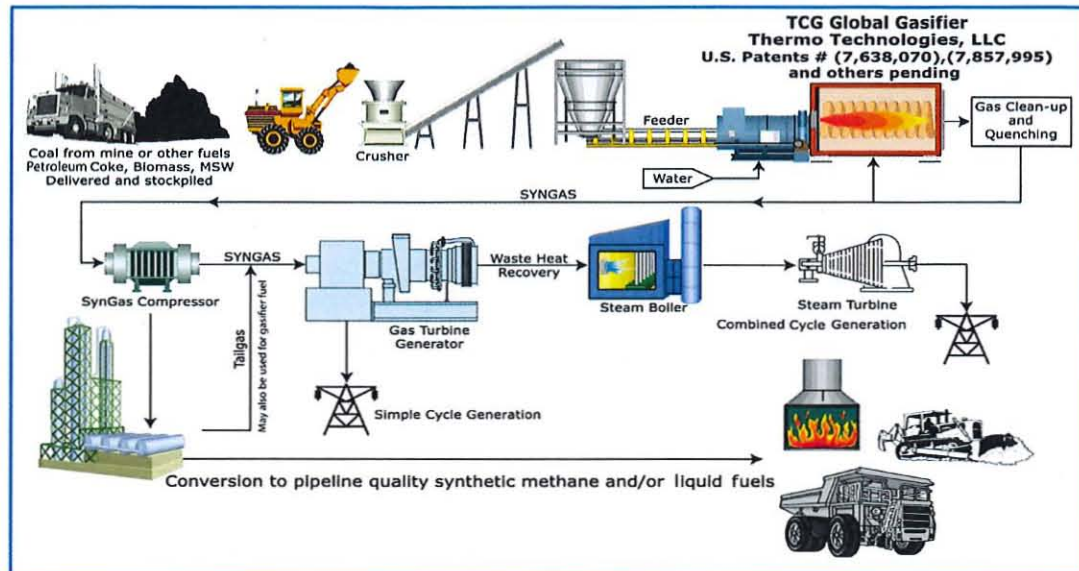 TCG Global Gasifier
Thermo Technologies, LLC
U.S. Patents # (7,638,070),(7,857,995)
and others pending
Coal from mine or other fuels
Petroleum Coke, Biomass, MSW
Delivered and stockpiled
Crusher
Feeder
Water
Gas Clean-up
and
Quenching
SYNGAS
SynGas Compressor
SYNGAS
Tailgas
May also be used for gasifier fuel
Gas Turbine
Generator
Waste Heat
Recovery
Steam Boiler
Steam Turbine
Combined Cycle Generation
Simple Cycle Generation
Conversion to pipeline quality synthetic methane and/or liquid fuels